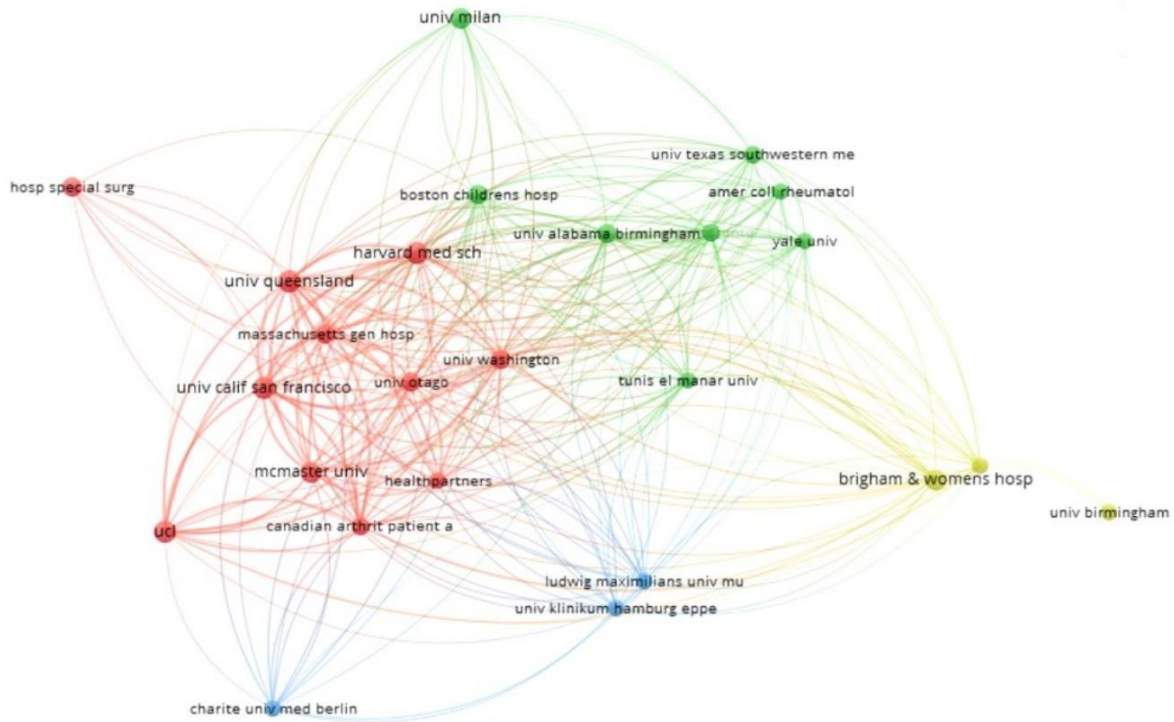 univ milan
univ texas southwestern me
hosp special surg
boston childrens hosp
amer coll rheumatol
univ alabama birmingham
yale univ
harvard med sch
univ queensland
massachusetts gen hosp
univ washington
univ calif san francisco
univ otago
tunis el manar univ
mcmaster univ
healthpartners
brigham & womens hosp
univ birmingham
canadian arthrit patient a
ucl
ludwig maximilians univ mu
univ klinikum hamburg eppe
charite univ med berlin